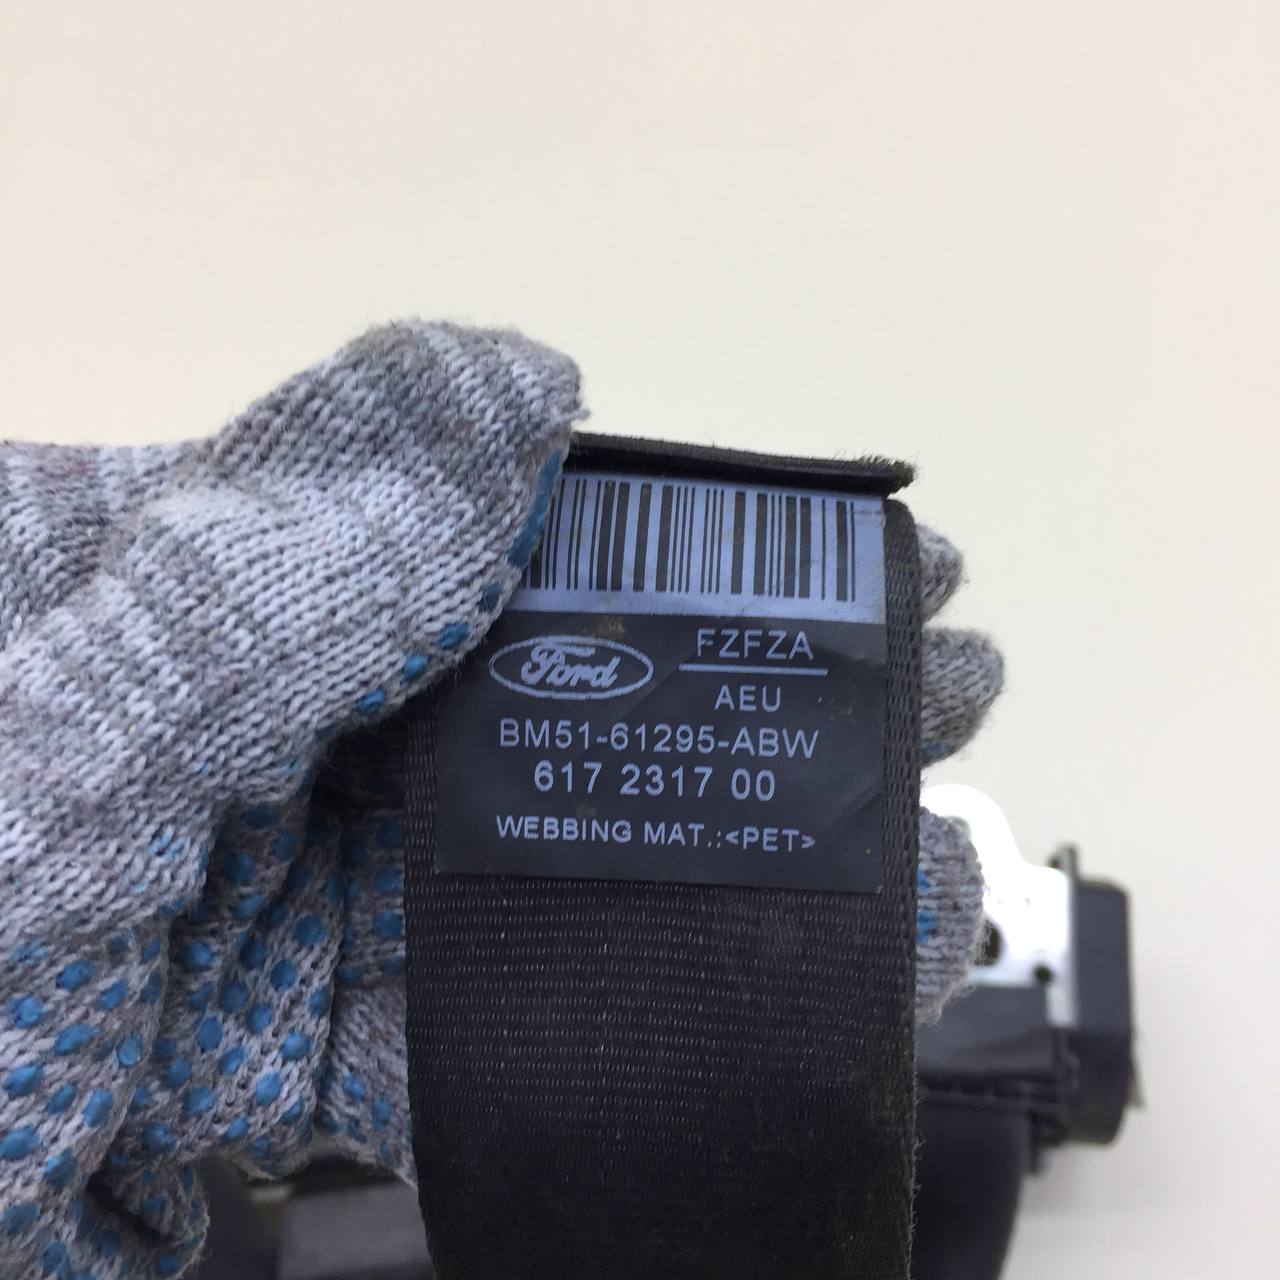 Ford
FZFZA
AEU
BM51-61295-ABW
617 2317 00
WEBBING MAT.:<PET>